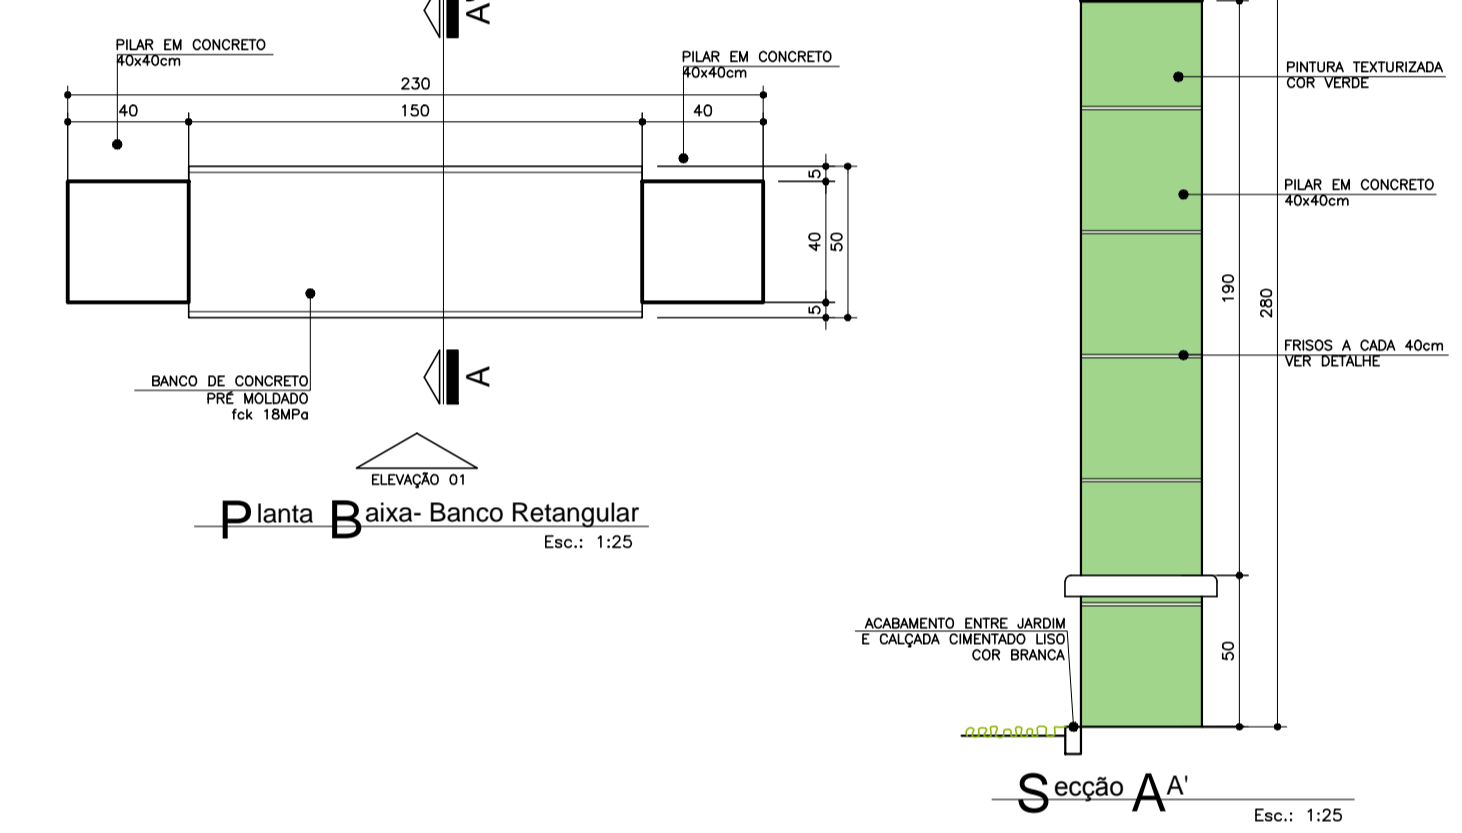 A'
PILAR EM CONCRETO
40x40cm
PILAR EM CONCRETO
40x40cm
230
40
150
40
5
40
50
5
BANCO DE CONCRETO
PRÉ MOLDADO
fck 18MPa
A
ELEVAÇÃO 01
Planta Baixa- Banco Retangular
Esc.: 1:25
PINTURA TEXTURIZADA
COR VERDE
PILAR EM CONCRETO
40x40cm
190
280
FRISOS A CADA 40cm
VER DETALHE
ACABAMENTO ENTRE JARDIM
E CALÇADA CIMENTADO LISO
COR BRANCA
50
Secção AA'
Esc.: 1:25